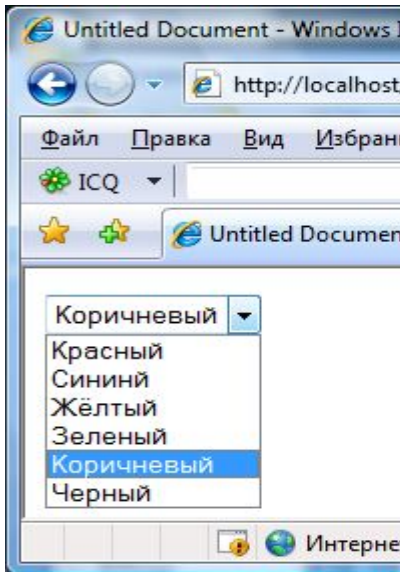 Untitled Document - Windows I
http://localhost
Файл Правка Вид Избран
ICQ
Untitled Documen
Коричневый
Красный
Сининй
Жёлтый
Зеленый
Коричневый
Черный
Интерне